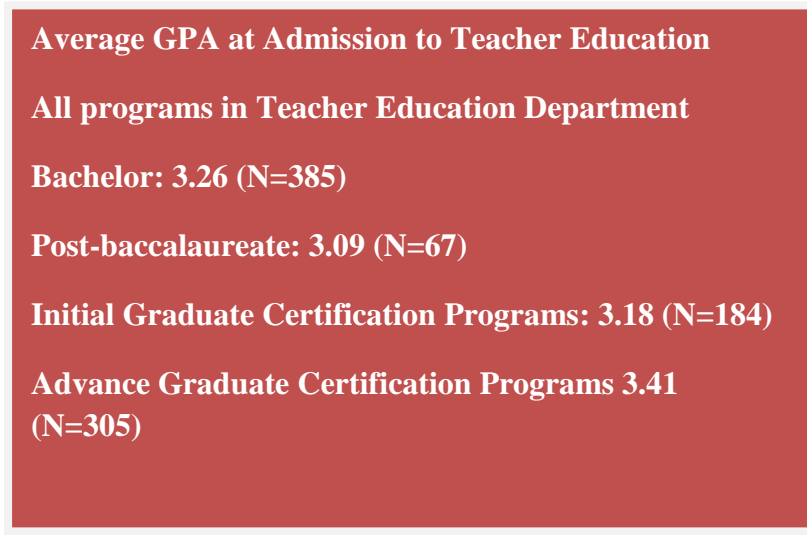 Average GPA at Admission to Teacher Education
All programs in Teacher Education Department
Bachelor: 3.26 (N=385)
Post-baccalaureate: 3.09 (N=67)
Initial Graduate Certification Programs: 3.18 (N=184)
Advance Graduate Certification Programs 3.41
(N=305)